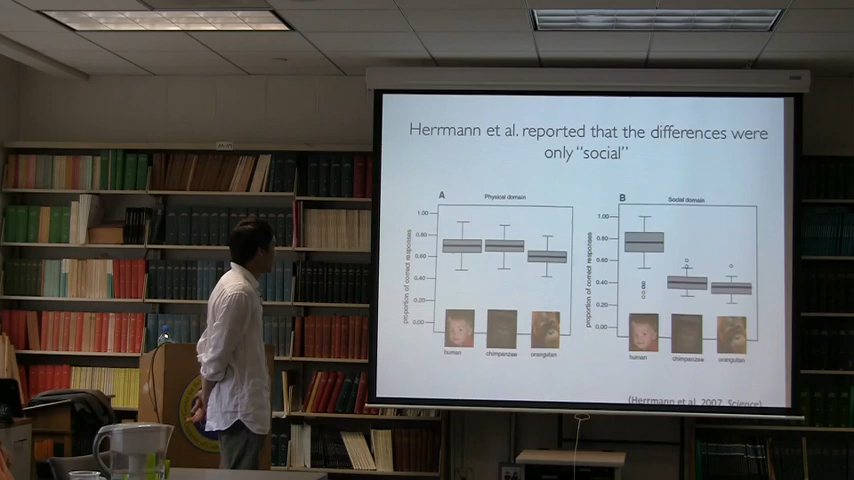 Herrmann et al. reported that the differences were
only “social”
A
Physical domain
1.00
0.80
0.60
0.40
0.20
0.00
proportion of correct responses
human
chimpanzee
orangutan
B
Social domain
1.00
0.80
0.60
0.40
0.20
0.00
proportion of correct responses
human
chimpanzee
orangutan
(Herrmann et al. 2007, Science)